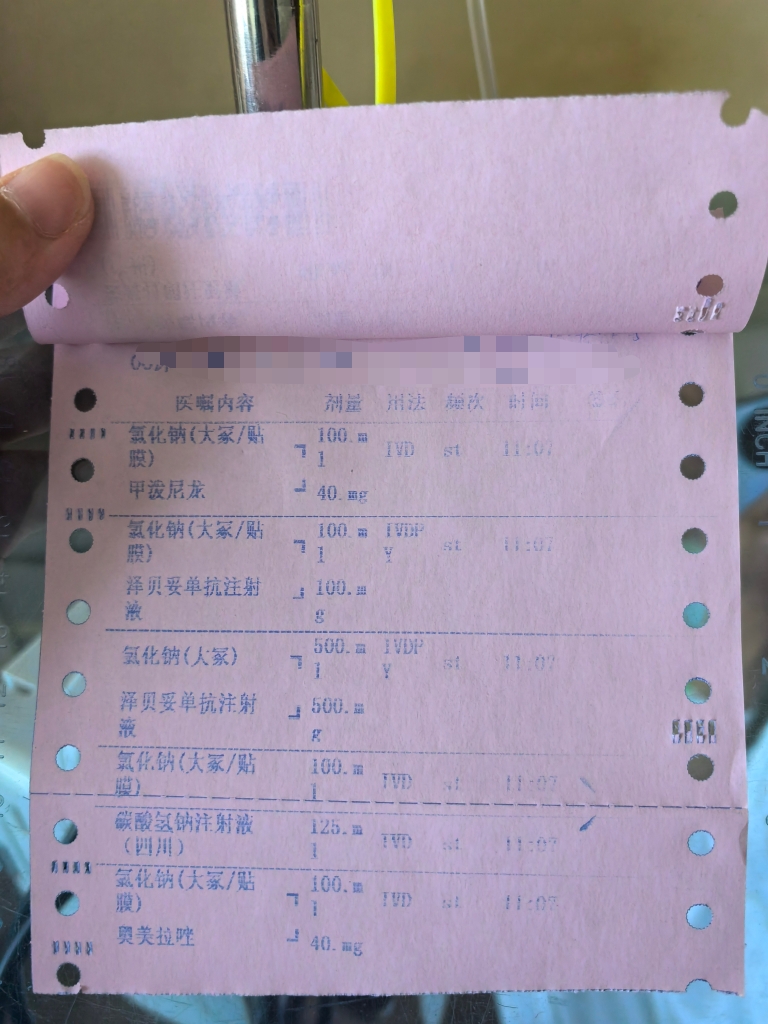 医嘱内容 剂量 用法 频次 时间
氯化钠(大冢/贴 100.m
膜) l IVD st 11:07
甲泼尼龙 40.mg
氯化钠(大冢/贴 100.m IVDP
膜) l Y st 11:07
泽贝妥单抗注射 100.m
液 g
氯化钠(大冢) 500.m IVDP
l Y st 11:07
泽贝妥单抗注射 500.m
液 g
氯化钠(大冢/贴 100.m
膜) l IVD st 11:07
碳酸氢钠注射液 125.m
(四川) l IVD st 11:07
氯化钠(大冢/贴 100.m
膜) l IVD st 11:07
奥美拉唑 40.mg